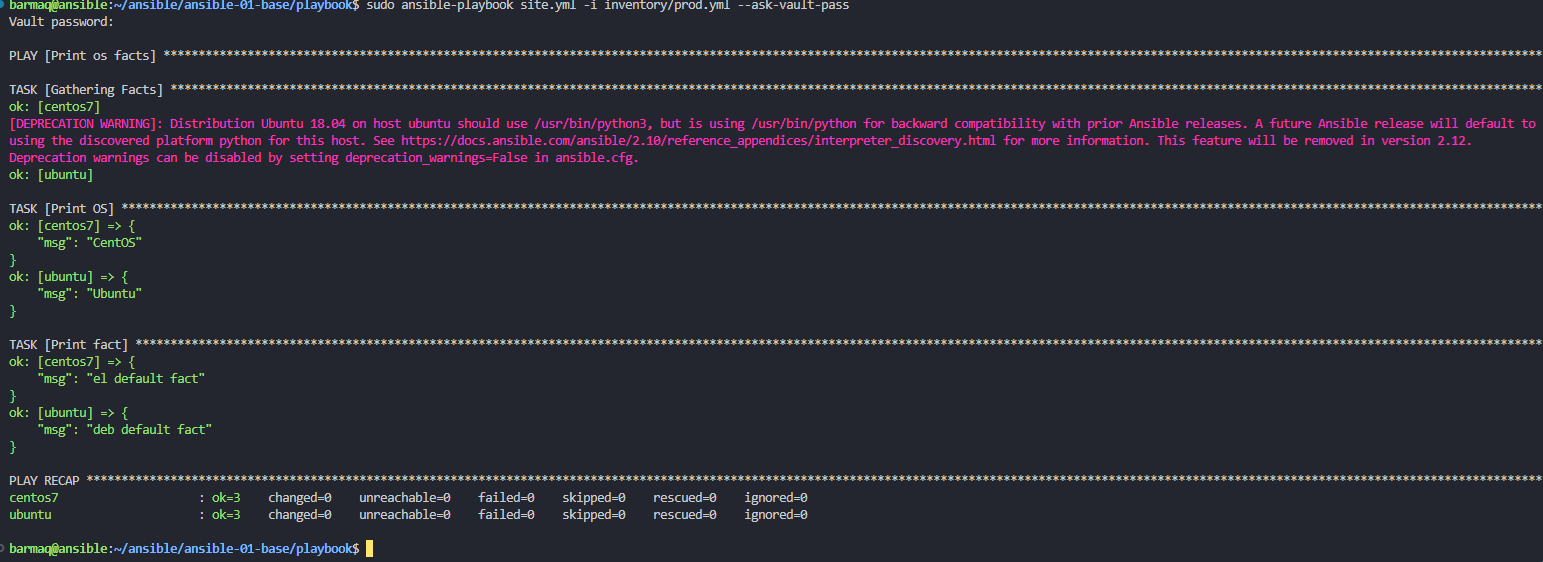 barmaq@ansible:~/ansible/ansible-01-base/playbook$ sudo ansible-playbook site.yml -i inventory/prod.yml --ask-vault-pass
Vault password:
PLAY [Print os facts] ****************************************************************************************************************************************************************************************************
TASK [Gathering Facts] ***************************************************************************************************************************************************************************************************
ok: [centos7]
[DEPRECATION WARNING]: Distribution Ubuntu 18.04 on host ubuntu should use /usr/bin/python3, but is using /usr/bin/python for backward compatibility with prior Ansible releases. A future Ansible release will default to
using the discovered platform python for this host. See https://docs.ansible.com/ansible/2.10/reference_appendices/interpreter_discovery.html for more information. This feature will be removed in version 2.12.
Deprecation warnings can be disabled by setting deprecation_warnings=False in ansible.cfg.
ok: [ubuntu]
TASK [Print OS] **********************************************************************************************************************************************************************************************************
ok: [centos7] => {
    "msg": "CentOS"
}
ok: [ubuntu] => {
    "msg": "Ubuntu"
}
TASK [Print fact] ********************************************************************************************************************************************************************************************************
ok: [centos7] => {
    "msg": "el default fact"
}
ok: [ubuntu] => {
    "msg": "deb default fact"
}
PLAY RECAP ***************************************************************************************************************************************************************************************************************
centos7                    : ok=3    changed=0    unreachable=0    failed=0    skipped=0    rescued=0    ignored=0
ubuntu                     : ok=3    changed=0    unreachable=0    failed=0    skipped=0    rescued=0    ignored=0
barmaq@ansible:~/ansible/ansible-01-base/playbook$